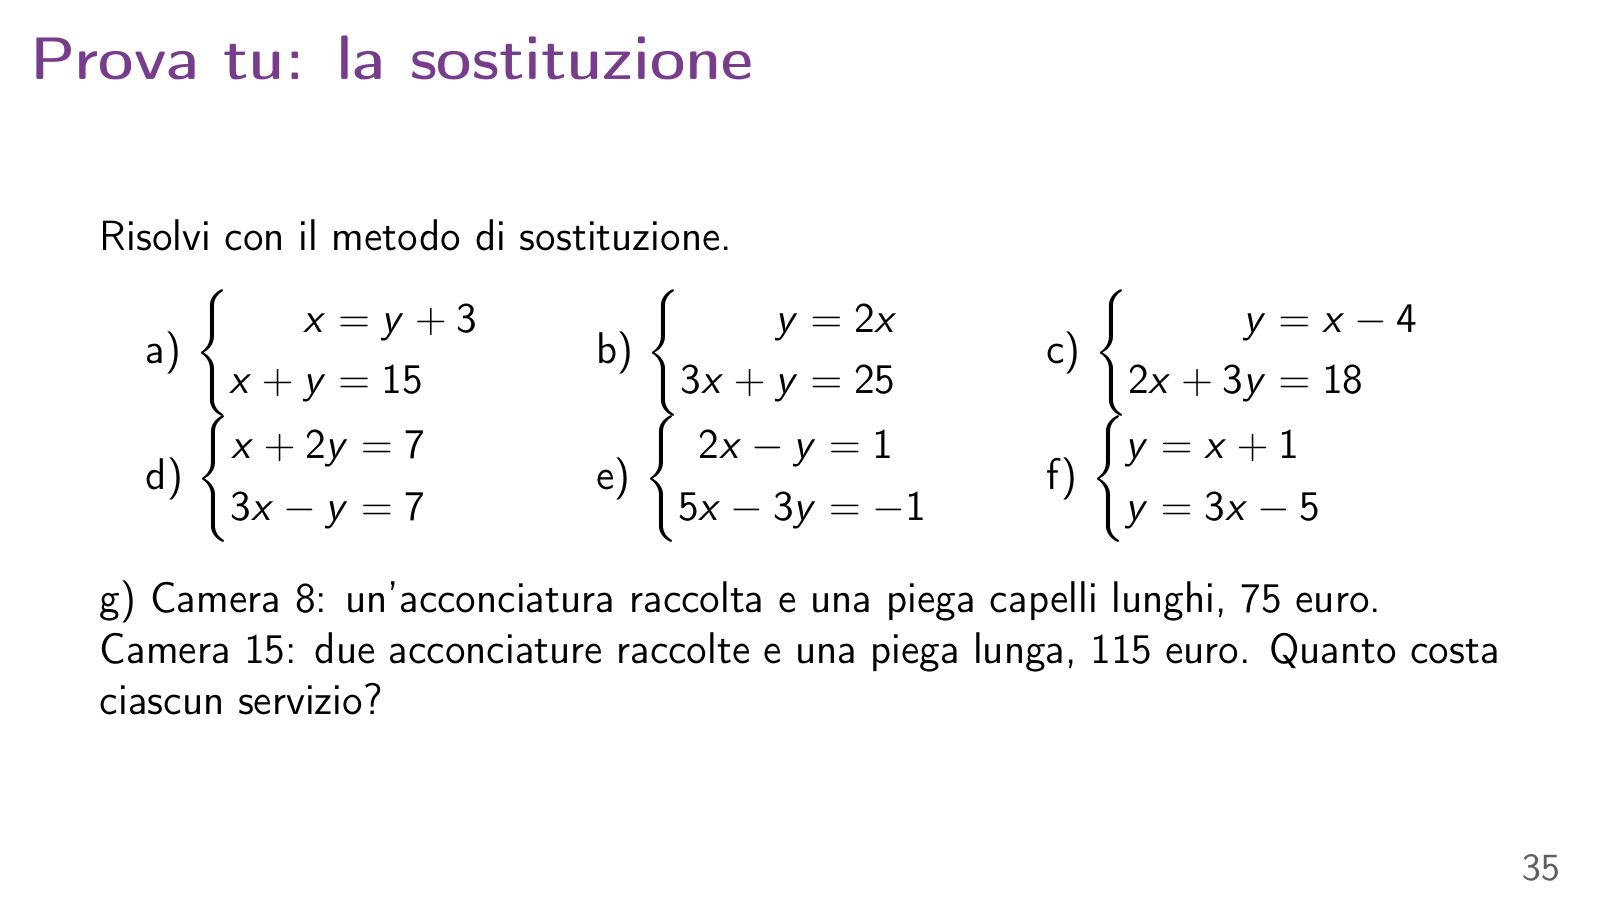 Prova tu: la sostituzione
Risolvi con il metodo di sostituzione.
a) { x = y + 3
x + y = 15
b) { y = 2x
3x + y = 25
c) { y = x − 4
2x + 3y = 18
d) { x + 2y = 7
3x − y = 7
e) { 2x − y = 1
5x − 3y = −1
f) { y = x + 1
y = 3x − 5
g) Camera 8: un'acconciatura raccolta e una piega capelli lunghi, 75 euro.
Camera 15: due acconciature raccolte e una piega lunga, 115 euro. Quanto costa
ciascun servizio?
35